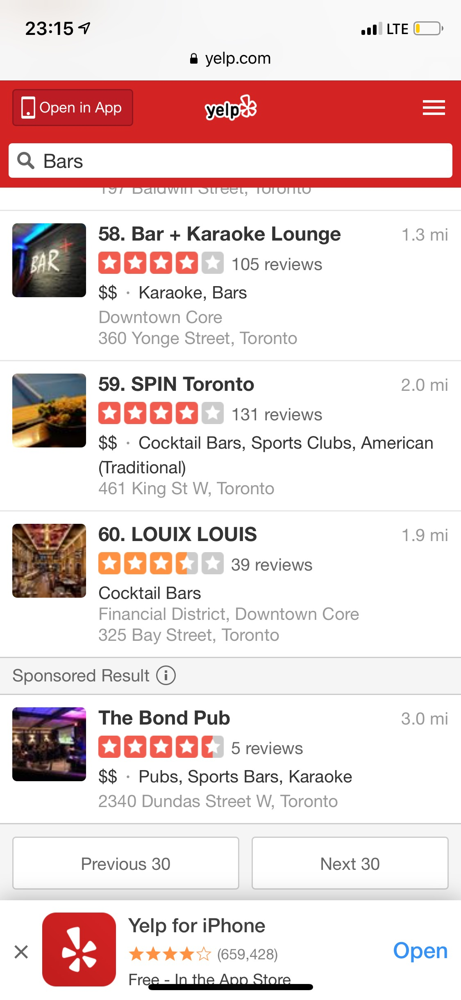 23:15
LTE
yelp.com
Open in App
yelp
Bars
197 Baldwin Street, Toronto
BAR+
58. Bar + Karaoke Lounge
1.3 mi
105 reviews
$$ · Karaoke, Bars
Downtown Core
360 Yonge Street, Toronto
59. SPIN Toronto
2.0 mi
131 reviews
$$ · Cocktail Bars, Sports Clubs, American
(Traditional)
461 King St W, Toronto
60. LOUIX LOUIS
1.9 mi
39 reviews
Cocktail Bars
Financial District, Downtown Core
325 Bay Street, Toronto
Sponsored Result
The Bond Pub
3.0 mi
5 reviews
$$ · Pubs, Sports Bars, Karaoke
2340 Dundas Street W, Toronto
Previous 30
Next 30
Yelp for iPhone
(659,428)
Open
Free - In the App Store